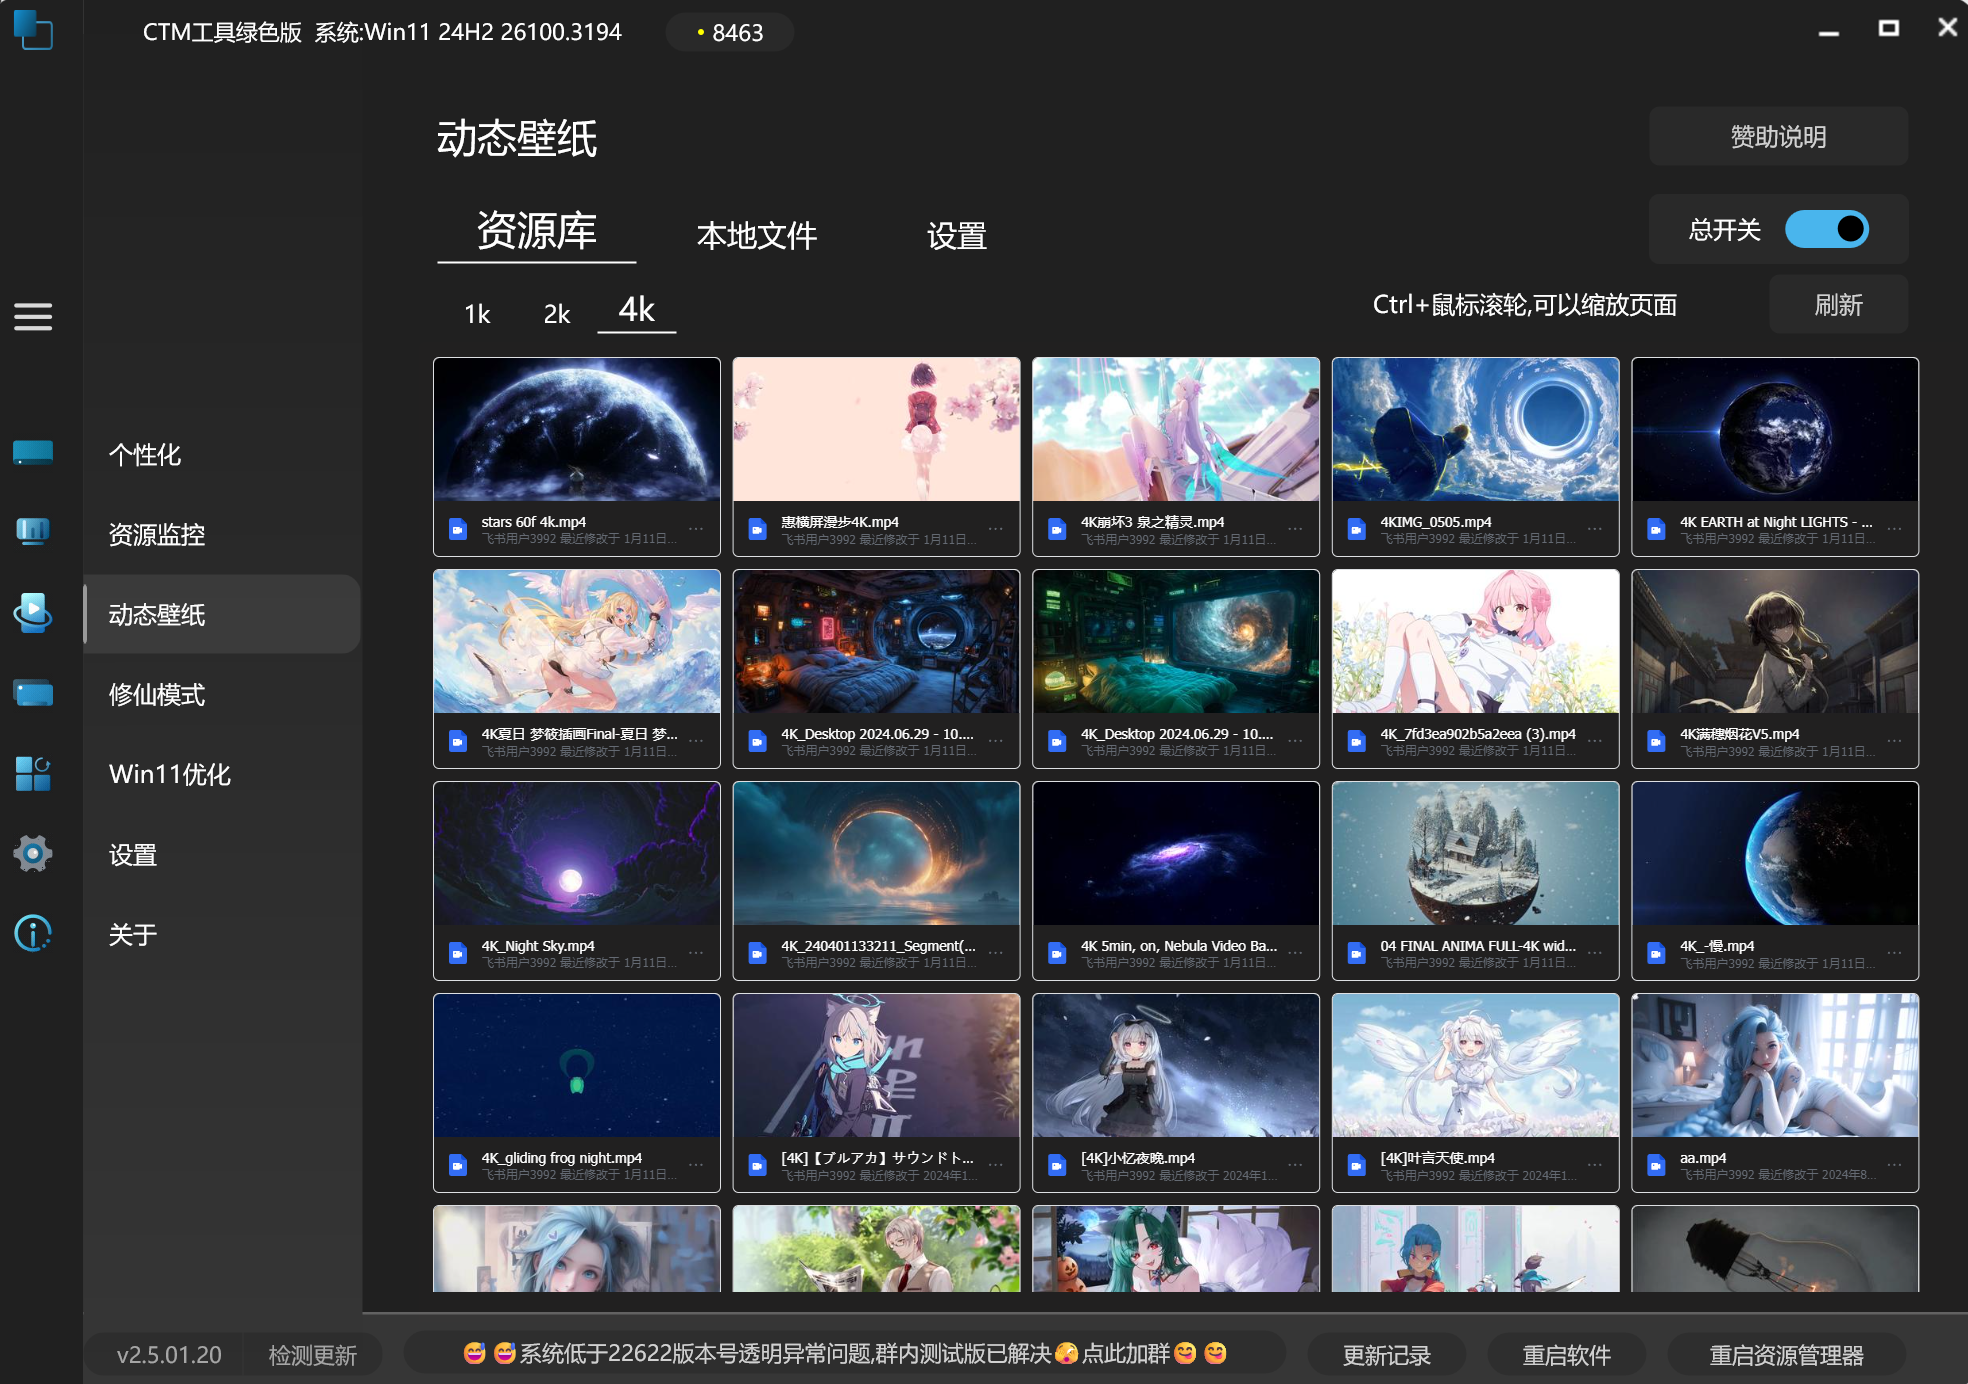 CTM工具绿色版 系统:Win11 24H2 26100.3194
8463
动态壁纸
赞助说明
资源库
本地文件
设置
总开关
1k
2k
4k
Ctrl+鼠标滚轮,可以缩放页面
刷新
个性化
资源监控
动态壁纸
修仙模式
Win11优化
设置
关于
stars 60f 4k.mp4
飞书用户3992 最近修改于 1月11日...
惠横屏漫步4K.mp4
飞书用户3992 最近修改于 1月11日...
4K崩坏3 泉之精灵.mp4
飞书用户3992 最近修改于 1月11日...
4KIMG_0505.mp4
飞书用户3992 最近修改于 1月11日...
4K EARTH at Night LIGHTS - ...
飞书用户3992 最近修改于 1月11日...
4K夏日 梦筱插画Final-夏日 梦...
飞书用户3992 最近修改于 1月11日...
4K_Desktop 2024.06.29 - 10....
飞书用户3992 最近修改于 1月11日...
4K_Desktop 2024.06.29 - 10....
飞书用户3992 最近修改于 1月11日...
4K_7fd3ea902b5a2eea (3).mp4
飞书用户3992 最近修改于 1月11日...
4K满穗烟花V5.mp4
飞书用户3992 最近修改于 1月11日...
4K_Night Sky.mp4
飞书用户3992 最近修改于 1月11日...
4K_240401133211_Segment(...
飞书用户3992 最近修改于 1月11日...
4K 5min, on, Nebula Video Ba...
飞书用户3992 最近修改于 1月11日...
04 FINAL ANIMA FULL-4K wid...
飞书用户3992 最近修改于 1月11日...
4K_-慢.mp4
飞书用户3992 最近修改于 1月11日...
4K_gliding frog night.mp4
飞书用户3992 最近修改于 1月11日...
[4K]【ブルアカ】サウンドト...
飞书用户3992 最近修改于 2024年1...
[4K]小忆夜晚.mp4
飞书用户3992 最近修改于 2024年1...
[4K]叶言天使.mp4
飞书用户3992 最近修改于 2024年1...
aa.mp4
飞书用户3992 最近修改于 2024年8...
v2.5.01.20
检测更新
😅😅系统低于22622版本号透明异常问题,群内测试版已解决🫣点此加群😊😊
更新记录
重启软件
重启资源管理器